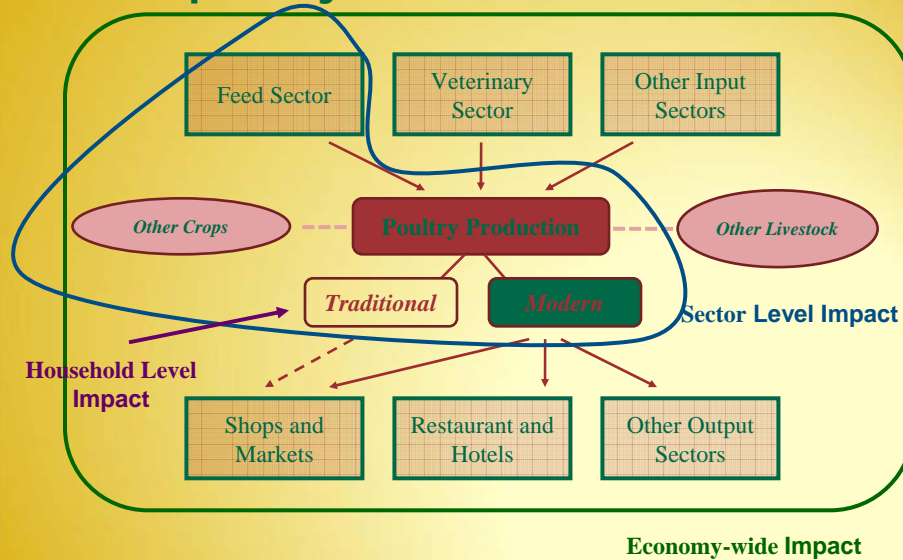 Feed Sector
Veterinary
Sector
Other Input
Sectors
Other Crops
Poultry Production
Other Livestock
Traditional
Modern
Sector Level Impact
Household Level
Impact
Shops and
Markets
Restaurant and
Hotels
Other Output
Sectors
Economy-wide Impact